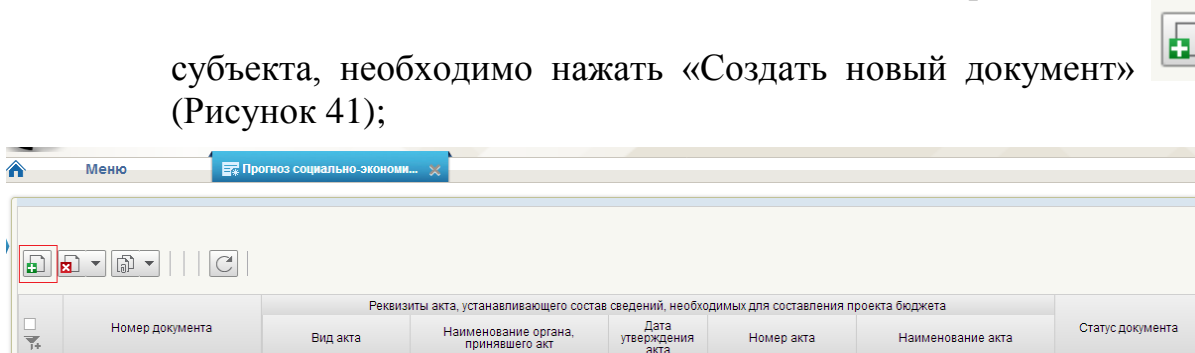 субъекта, необходимо нажать «Создать новый документ»
(Рисунок 41);
Меню
Прогноз социально-экономи...
Реквизиты акта, устанавливающего состав сведений, необходимых для составления проекта бюджета
Номер документа
Вид акта
Наименование органа,
принявшего акт
Дата
утверждения
акта
Номер акта
Наименование акта
Статус документа